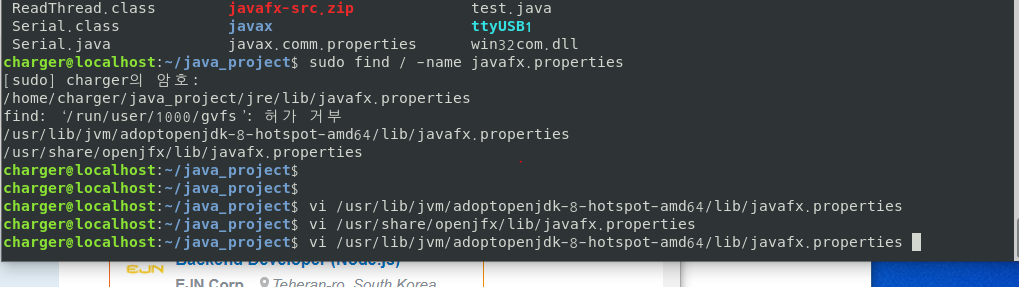 ReadThread.class javafx-src.zip test.java
Serial.class javax ttyUSB1
Serial.java javax.comm.properties win32com.dll
charger@localhost:~/java_project$ sudo find / -name javafx.properties
[sudo] charger의 암호:
/home/charger/java_project/jre/lib/javafx.properties
find: ‘/run/user/1000/gvfs’: 허가 거부
/usr/lib/jvm/adoptopenjdk-8-hotspot-amd64/lib/javafx.properties
/usr/share/openjfx/lib/javafx.properties
charger@localhost:~/java_project$
charger@localhost:~/java_project$
charger@localhost:~/java_project$ vi /usr/lib/jvm/adoptopenjdk-8-hotspot-amd64/lib/javafx.properties
charger@localhost:~/java_project$ vi /usr/share/openjfx/lib/javafx.properties
charger@localhost:~/java_project$ vi /usr/lib/jvm/adoptopenjdk-8-hotspot-amd64/lib/javafx.properties
Backend Developer (Node.js)
EJN
EJN Corp. Teheran-ro, South Korea